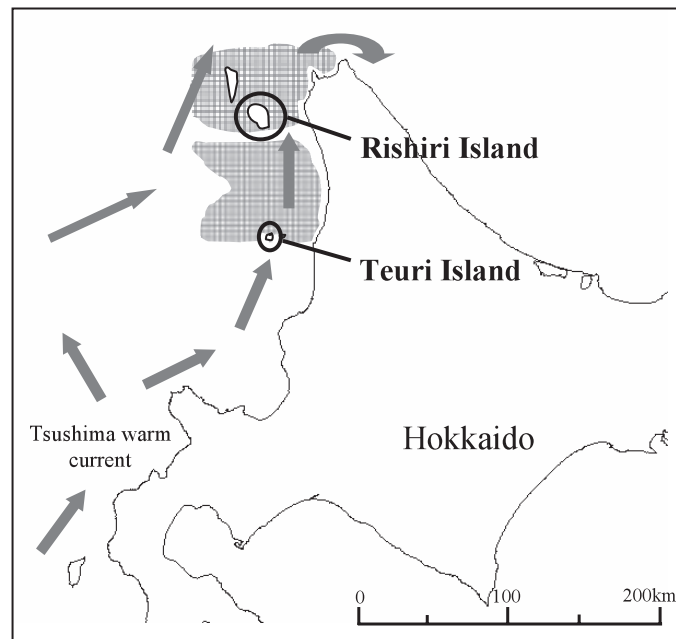 Rishiri Island
Teuri Island
Tsushima warm
current
Hokkaido
0 100 200km